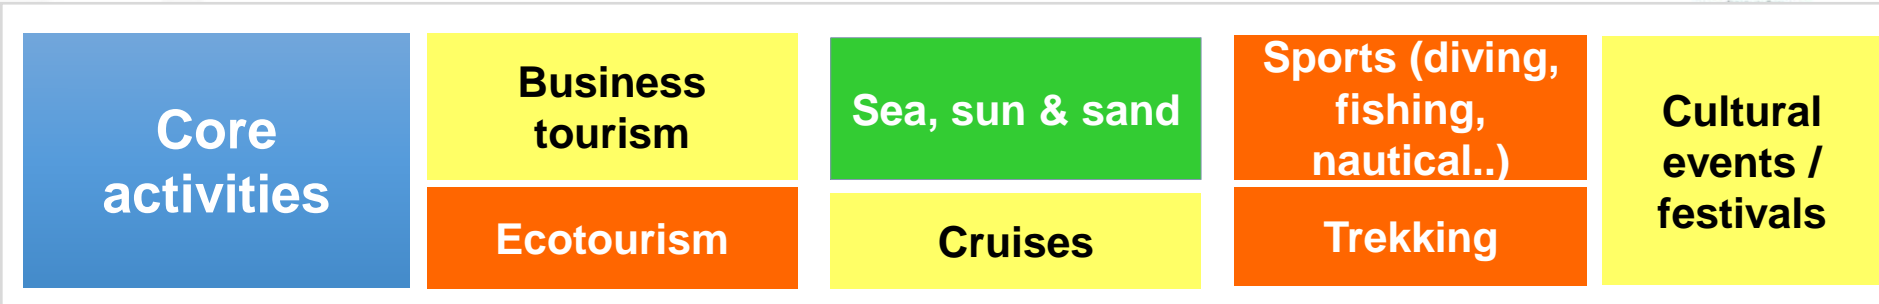 Core
activities
Business
tourism
Ecotourism
Sea, sun & sand
Cruises
Sports (diving,
fishing,
nautical..)
Trekking
Cultural
events /
festivals